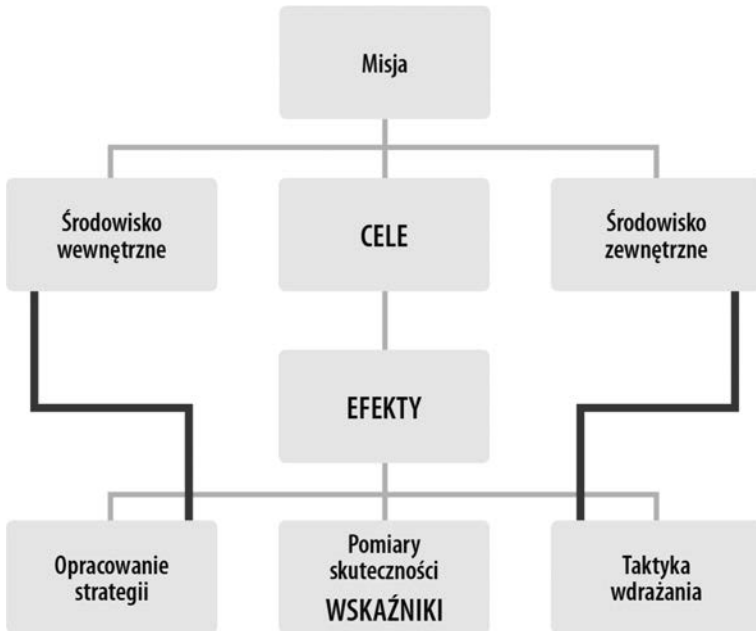 Misja
Środowisko
wewnętrzne
CELE
Środowisko
zewnętrzne
EFEKTY
Opracowanie
strategii
Pomiary
skuteczności
WSKAŹNIKI
Taktyka
wdrażania